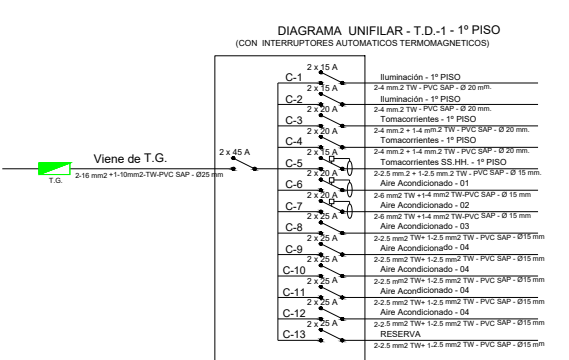 DIAGRAMA UNIFILAR - T.D.-1 - 1º PISO
(CON INTERRUPTORES AUTOMATICOS TERMOMAGNETICOS)
2 x 15 A
C-1 Iluminación - 1º PISO
2-4 mm.2 TW - PVC SAP - Ø 20 mm.
2 x 15 A
C-2 Iluminación - 1º PISO
2-4 mm.2 TW - PVC SAP - Ø 20 mm.
2 x 20 A
C-3 Tomacorrientes - 1º PISO
2-4 mm.2 + 1-4 mm.2 TW - PVC SAP - Ø 20 mm.
2 x 20 A
C-4 Tomacorrientes - 1º PISO
2-4 mm.2 + 1-4 mm.2 TW - PVC SAP - Ø 20 mm.
2 x 15 A
C-5 Tomacorrientes SS.HH. - 1º PISO
2-2.5 mm.2 + 1-2.5 mm.2 TW - PVC SAP - Ø 15 mm.
Viene de T.G.
2 x 45 A
T.G.
2-16 mm2 +1-10mm2-TW-PVC SAP - Ø25 mm
2 x 20 A
C-6 Aire Acondicionado - 01
2-6 mm2 TW +1-4 mm2 TW - PVC SAP - Ø 15 mm
2 x 20 A
C-7 Aire Acondicionado - 02
2-6 mm2 TW +1-4 mm2 TW - PVC SAP - Ø 15 mm
2 x 25 A
C-8 Aire Acondicionado - 03
2-2.5 mm2 TW+ 1-2.5 mm2 TW - PVC SAP - Ø15 mm
2 x 25 A
C-9 Aire Acondicionado - 04
2-2.5 mm2 TW+ 1-2.5 mm2 TW - PVC SAP - Ø15 mm
2 x 25 A
C-10 Aire Acondicionado - 04
2-2.5 mm2 TW+ 1-2.5 mm2 TW - PVC SAP - Ø15 mm
2 x 25 A
C-11 Aire Acondicionado - 04
2-2.5 mm2 TW+ 1-2.5 mm2 TW - PVC SAP - Ø15 mm
2 x 25 A
C-12 Aire Acondicionado - 04
2-2.5 mm2 TW+ 1-2.5 mm2 TW - PVC SAP - Ø15 mm
2 x 25 A
C-13 RESERVA
2-2.5 mm2 TW+ 1-2.5 mm2 TW - PVC SAP - Ø15 mm